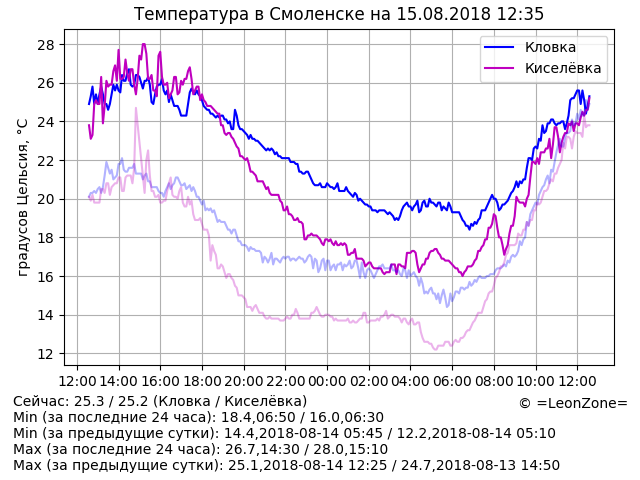 Температура в Смоленске на 15.08.2018 12:35
Кловка
Киселёвка
градусов Цельсия, °C
28
26
24
22
20
18
16
14
12
12:00 14:00 16:00 18:00 20:00 22:00 00:00 02:00 04:00 06:00 08:00 10:00 12:00
Сейчас: 25.3 / 25.2 (Кловка / Киселёвка)
© =LeonZone=
Min (за последние 24 часа): 18.4,06:50 / 16.0,06:30
Min (за предыдущие сутки): 14.4,2018-08-14 05:45 / 12.2,2018-08-14 05:10
Max (за последние 24 часа): 26.7,14:30 / 28.0,15:10
Max (за предыдущие сутки): 25.1,2018-08-14 12:25 / 24.7,2018-08-13 14:50